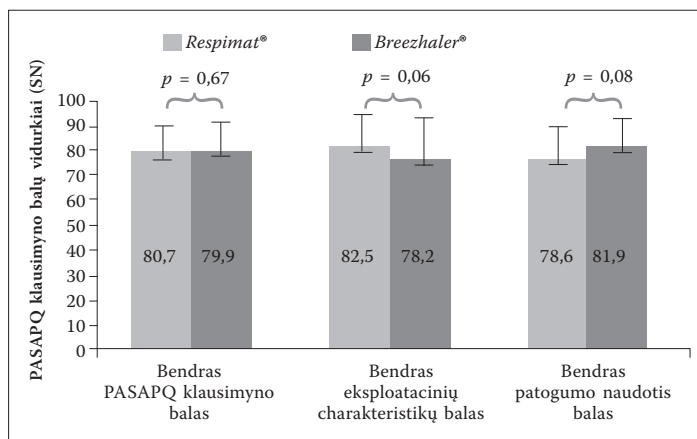 Respimat® Breezhaler®
p = 0,67 p = 0,06 p = 0,08
PASAPQ klausimyno balų vidurkiai (SN)
100
90
80
70
60
50
40
30
20
10
0
80,7 79,9 82,5 78,2 78,6 81,9
Bendras
PASAPQ klausimyno
balas
Bendras
eksploatacinių
charakteristikų balas
Bendras
patogumo naudotis
balas